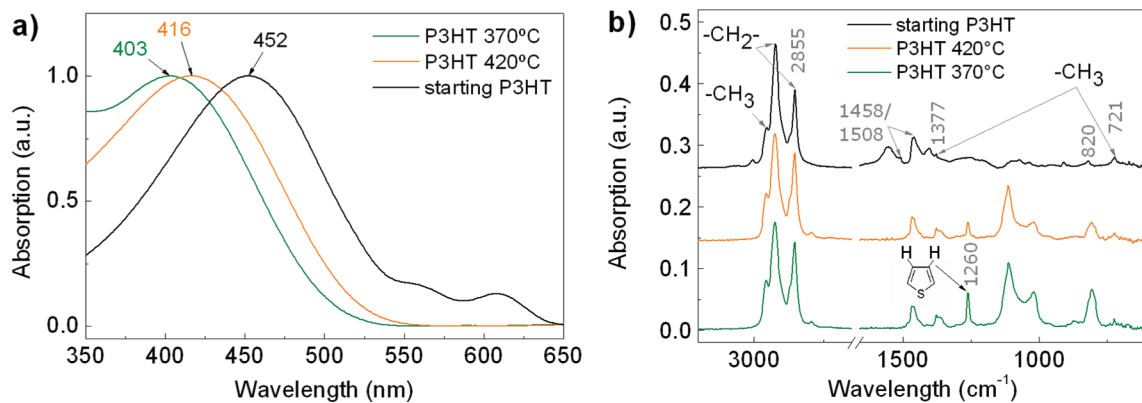 a)
403
416
452
P3HT 370ºC
P3HT 420ºC
starting P3HT
1.0
0.5
0.0
Absorption (a.u.)
350
400
450
500
550
600
650
Wavelength (nm)
b)
starting P3HT
P3HT 420°C
P3HT 370°C
-CH2-
2855
-CH3
1458/
1508
1377
-CH3
820
721
H H
S
1260
0.5
0.4
0.3
0.2
0.1
0.0
Absorption (a.u.)
3000
1500
1000
Wavelength (cm-1)